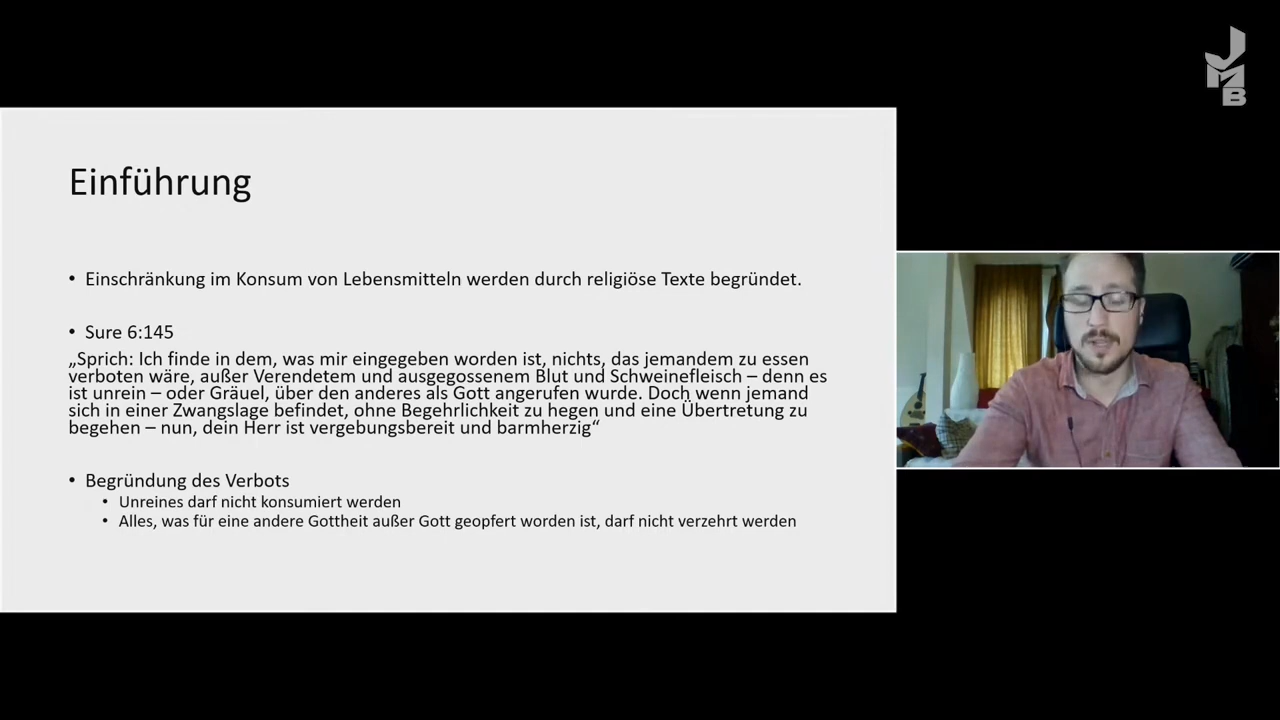 JMB
Einführung
• Einschränkung im Konsum von Lebensmitteln werden durch religiöse Texte begründet.
• Sure 6:145
„Sprich: Ich finde in dem, was mir eingegeben worden ist, nichts, das jemandem zu essen
verboten wäre, außer Verendetem und ausgegossenem Blut und Schweinefleisch – denn es
ist unrein – oder Gräuel, über den anderes als Gott angerufen wurde. Doch wenn jemand
sich in einer Zwangslage befindet, ohne Begehrlichkeit zu hegen und eine Übertretung zu
begehen – nun, dein Herr ist vergebungsbereit und barmherzig“
• Begründung des Verbots
• Unreines darf nicht konsumiert werden
• Alles, was für eine andere Gottheit außer Gott geopfert worden ist, darf nicht verzehrt werden